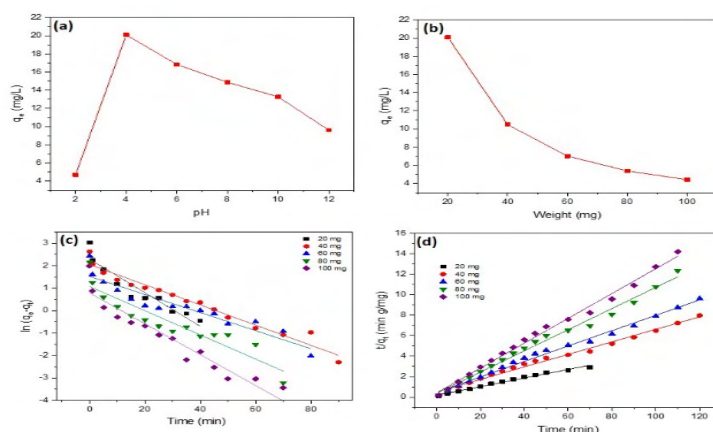 (a)
22
20
18
16
14
12
10
8
6
4
qe (mg/L)
2 4 6 8 10 12
pH
(b)
22
20
18
16
14
12
10
8
6
4
qe (mg/L)
20 40 60 80 100
Weight (mg)
(c)
3
2
1
0
-1
-2
-3
-4
ln (qe-qt)
20 mg
40 mg
60 mg
80 mg
100 mg
0 20 40 60 80
Time (min)
(d)
16
14
12
10
8
6
4
2
0
t/qt (min g/mg)
20 mg
40 mg
60 mg
80 mg
100 mg
0 20 40 60 80 100 120
Time (min)